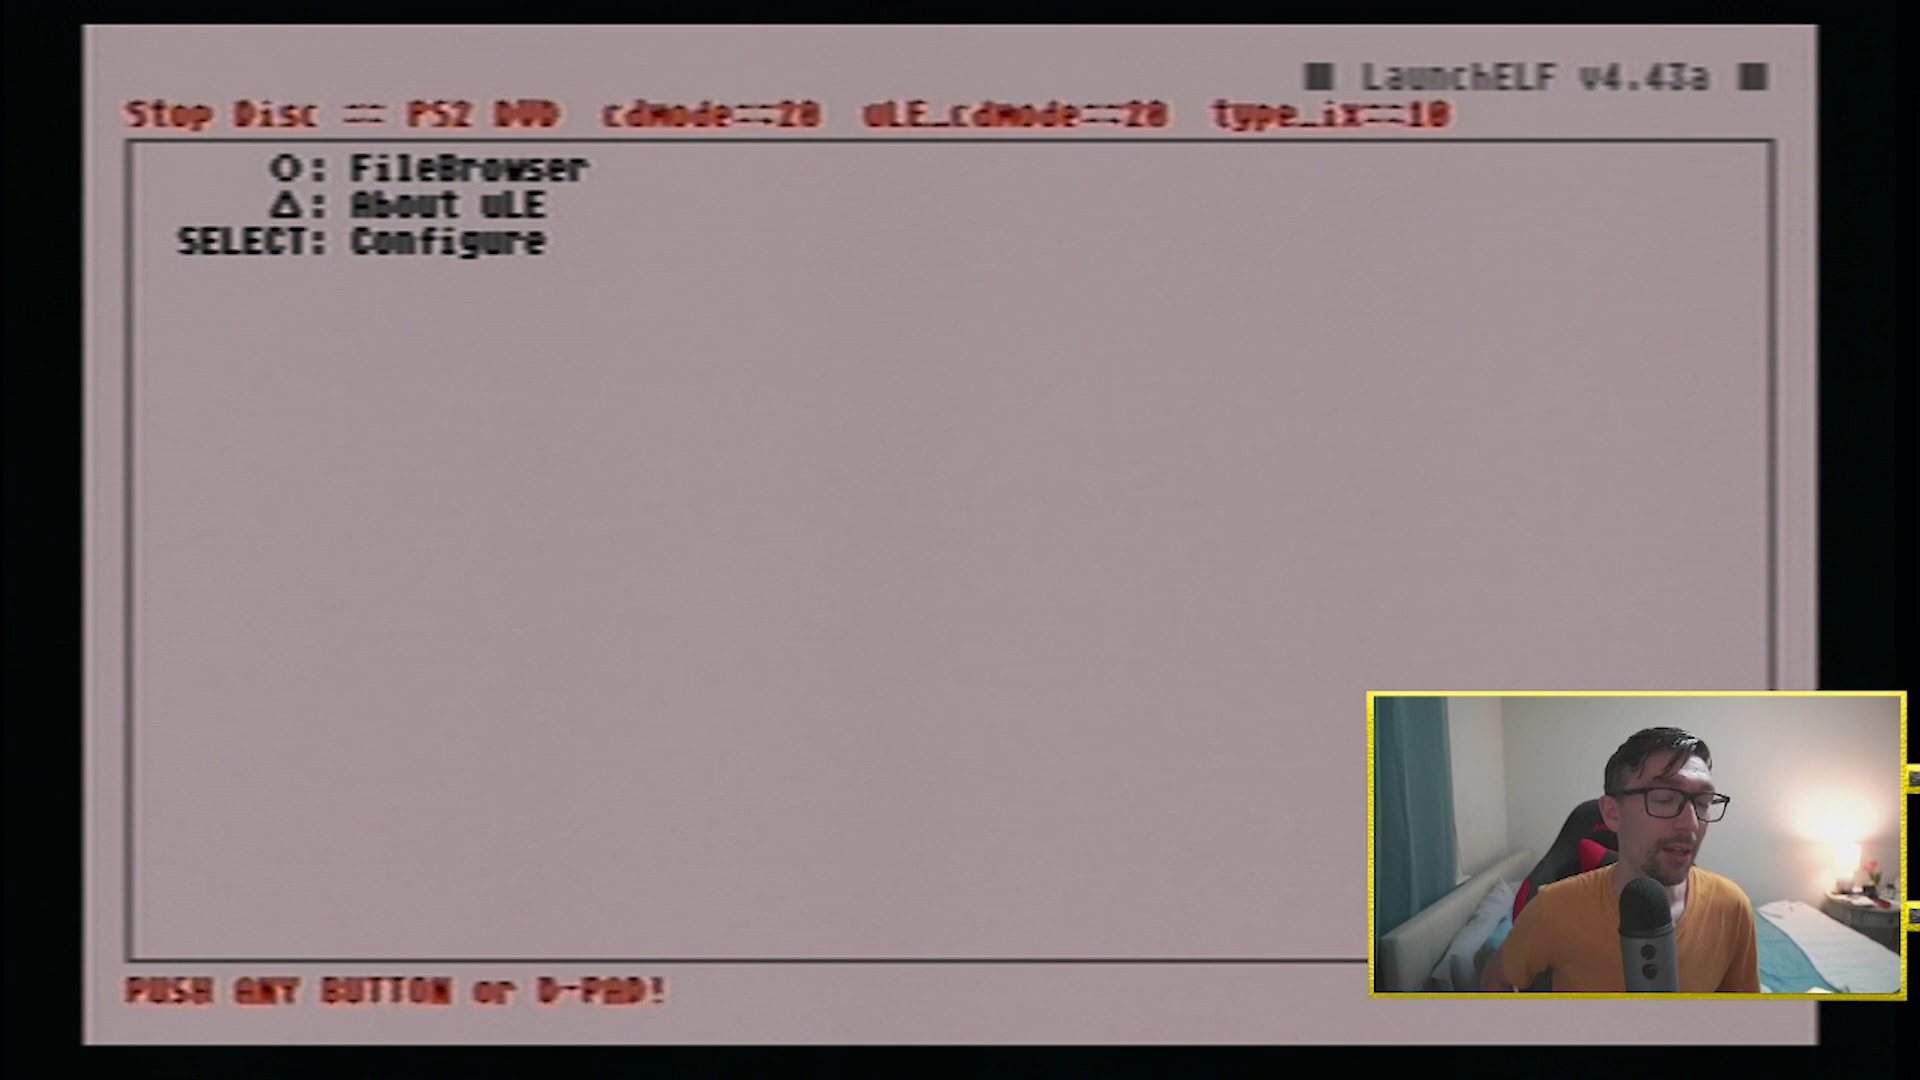 ■ LaunchELF v4.43a ■
Stop Disc == PS2 DVD cdmode==20 uLE_cdmode==20 type_ix==10
O: FileBrowser
Δ: About uLE
SELECT: Configure
PUSH ANY BUTTON or D-PAD!